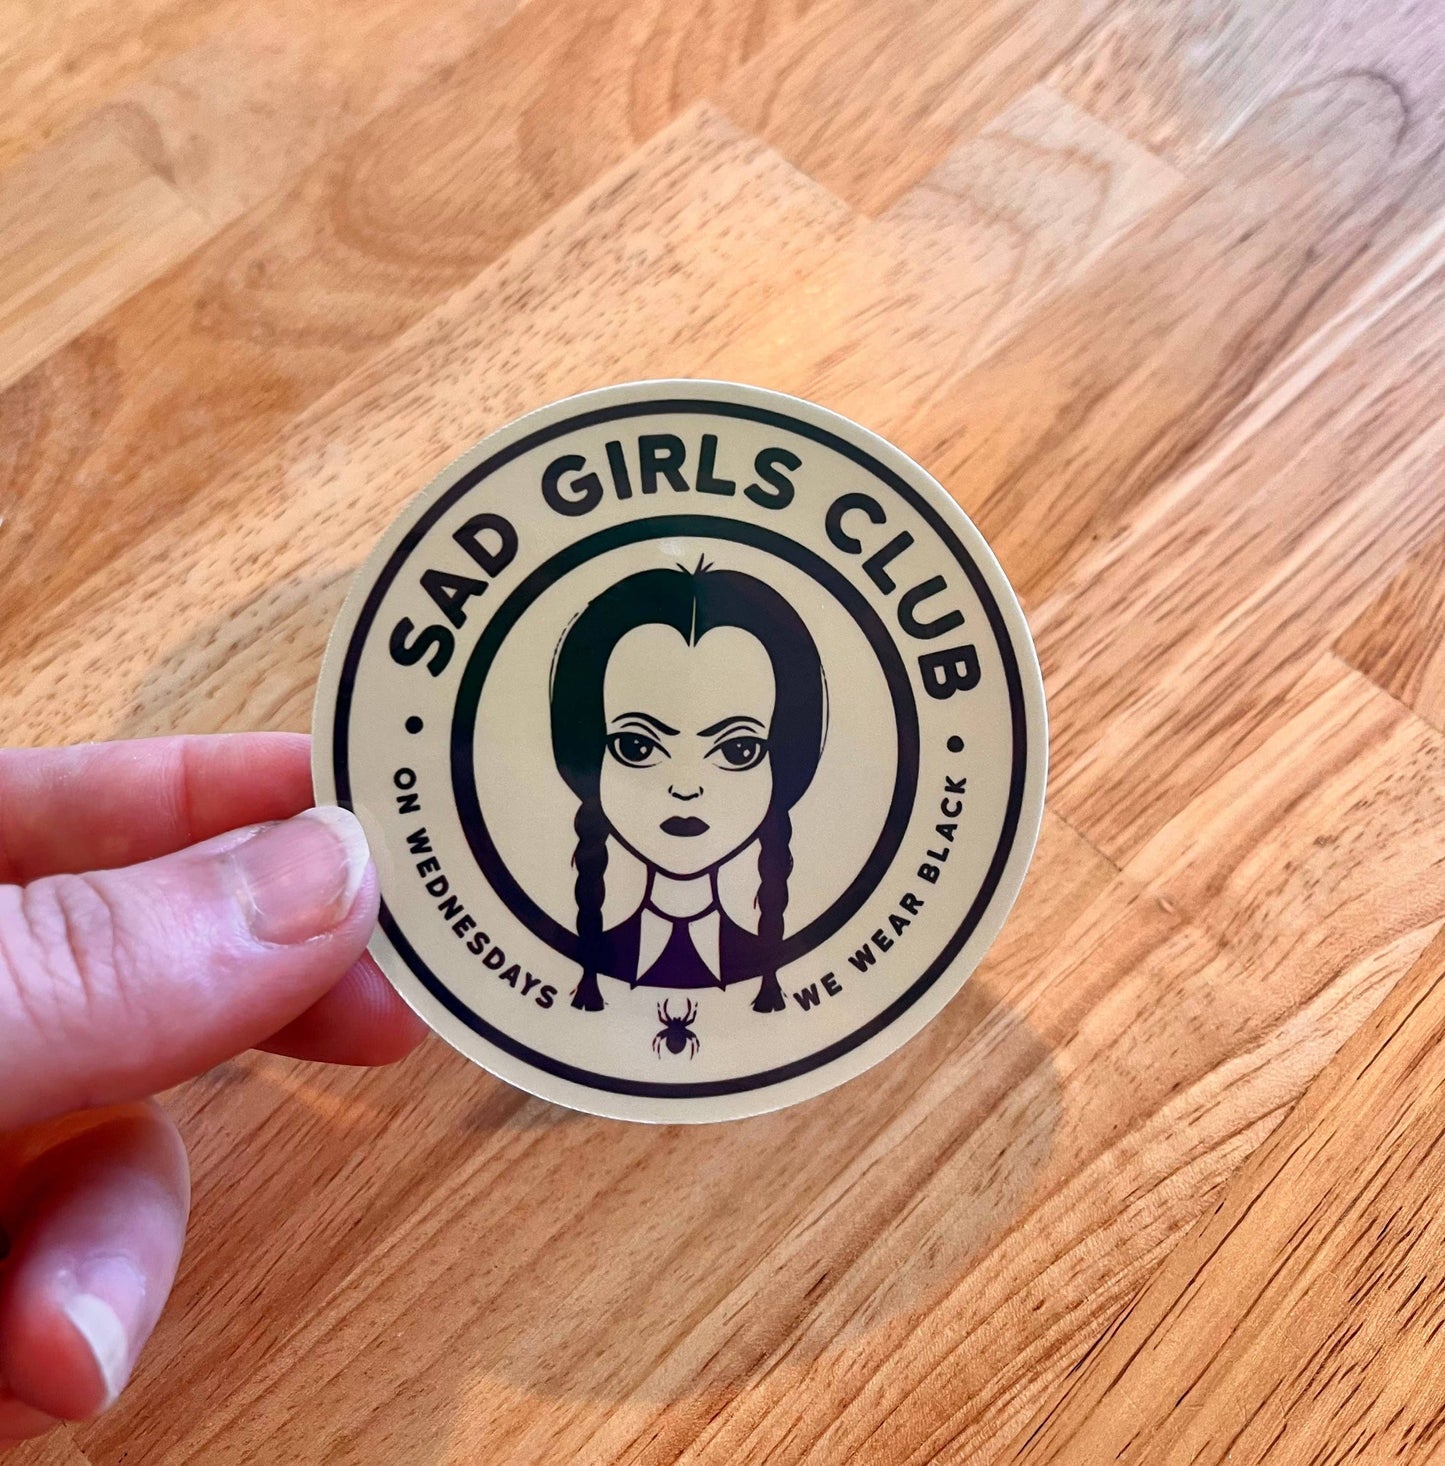 SAD GIRLS CLUB
• ON WEDNESDAYS
WE WEAR BLACK •